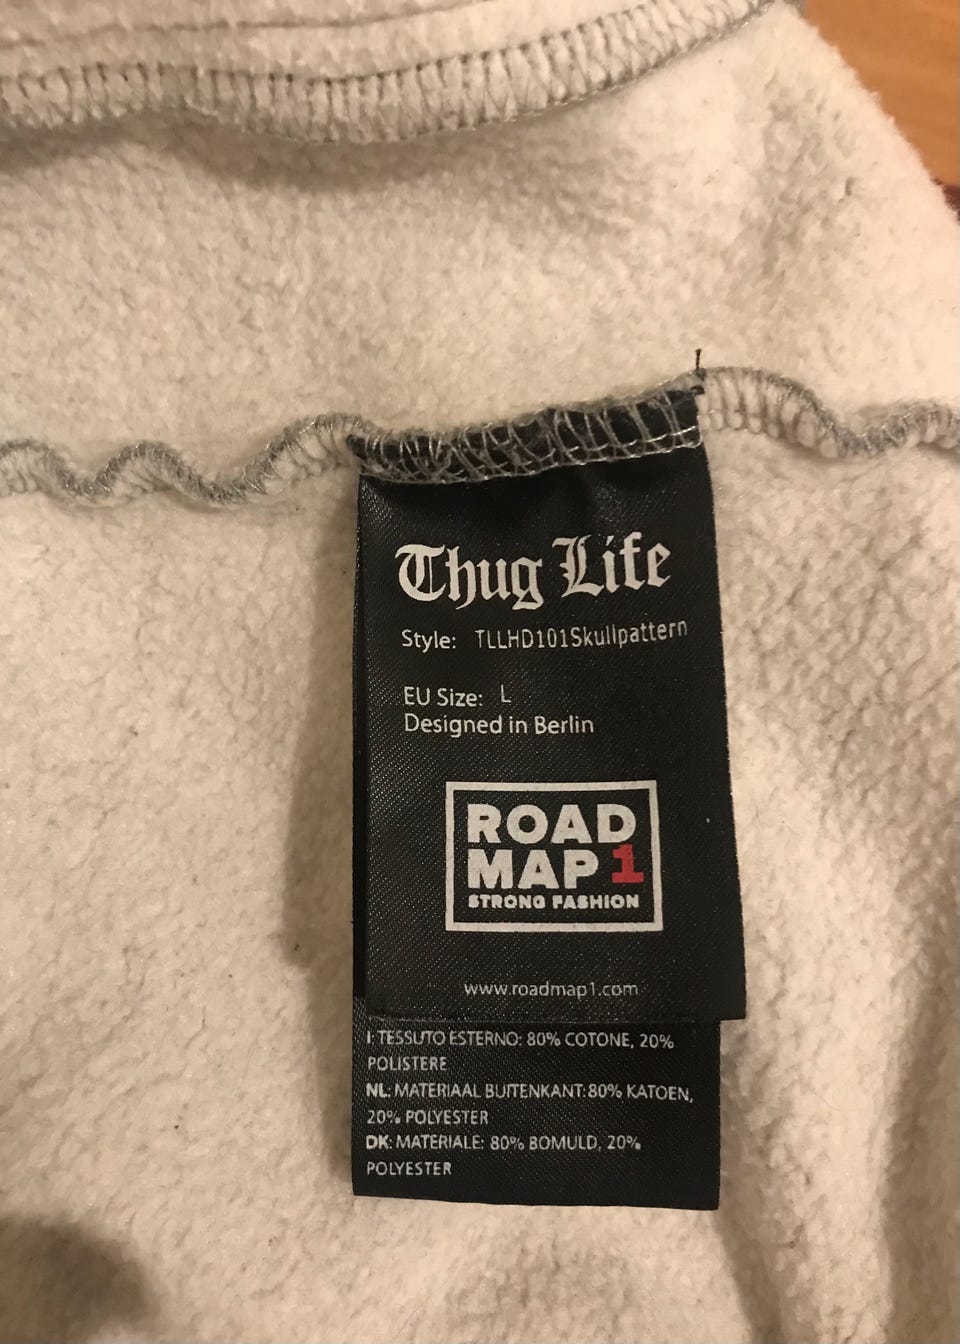 Thug Life
Style: TLLHD101Skullpattern
EU Size: L
Designed in Berlin
ROAD
MAP 1
STRONG FASHION
www.roadmap1.com
I: TESSUTO ESTERNO: 80% COTONE, 20%
POLISTERE
NL: MATERIAAL BUITENKANT: 80% KATOEN,
20% POLYESTER
DK: MATERIALE: 80% BOMULD, 20%
POLYESTER